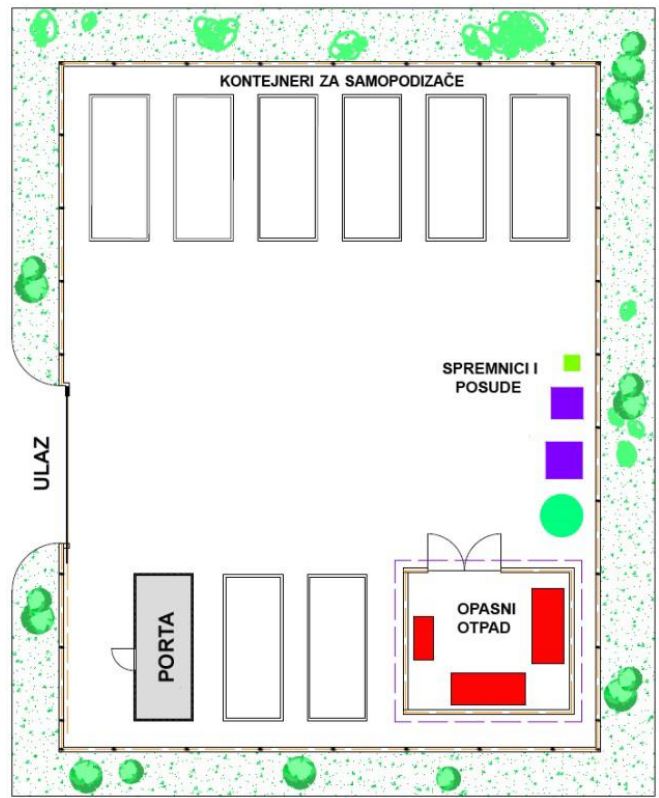 KONTEJNERI ZA SAMOPODIZAČE
SPREMNICI I
POSUDE
ULAZ
OPASNI
OTPAD
PORTA